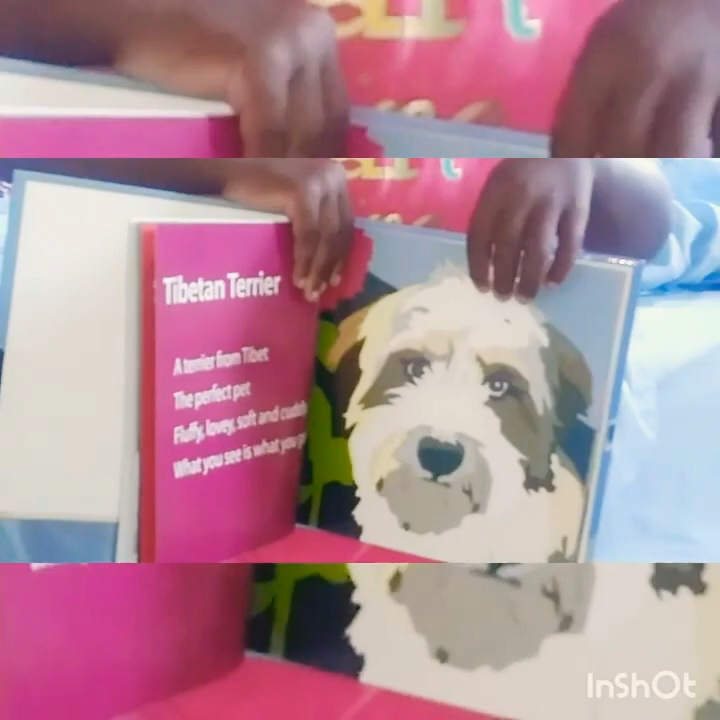 Tibetan Terrier
A terrier from Tibet
The perfect pet
Fluffy, lovey, soft and cuddly
What you see is what you
InShOt